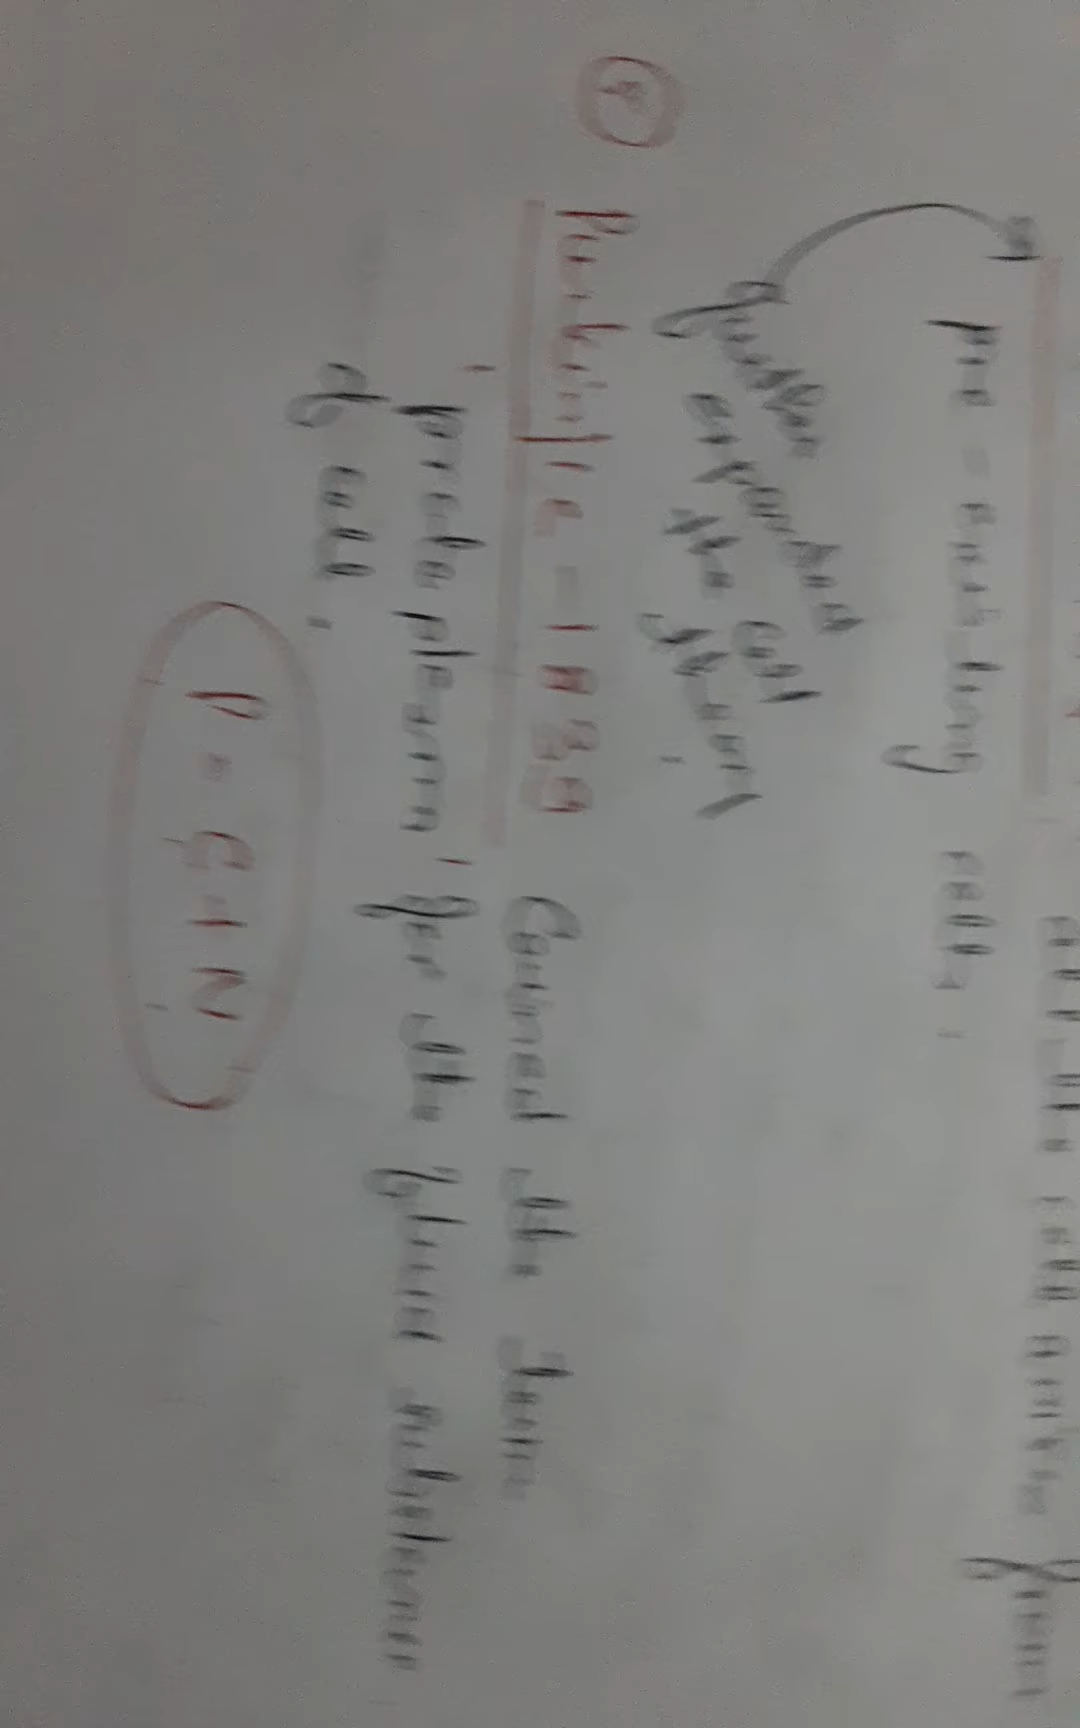 all the cell arises from
pre-existing cells.
further expanded
the cell
theory
Purkinje - 1839 Coined the term
'protoplasm' for the fluid substance
of cell.
P = C + N